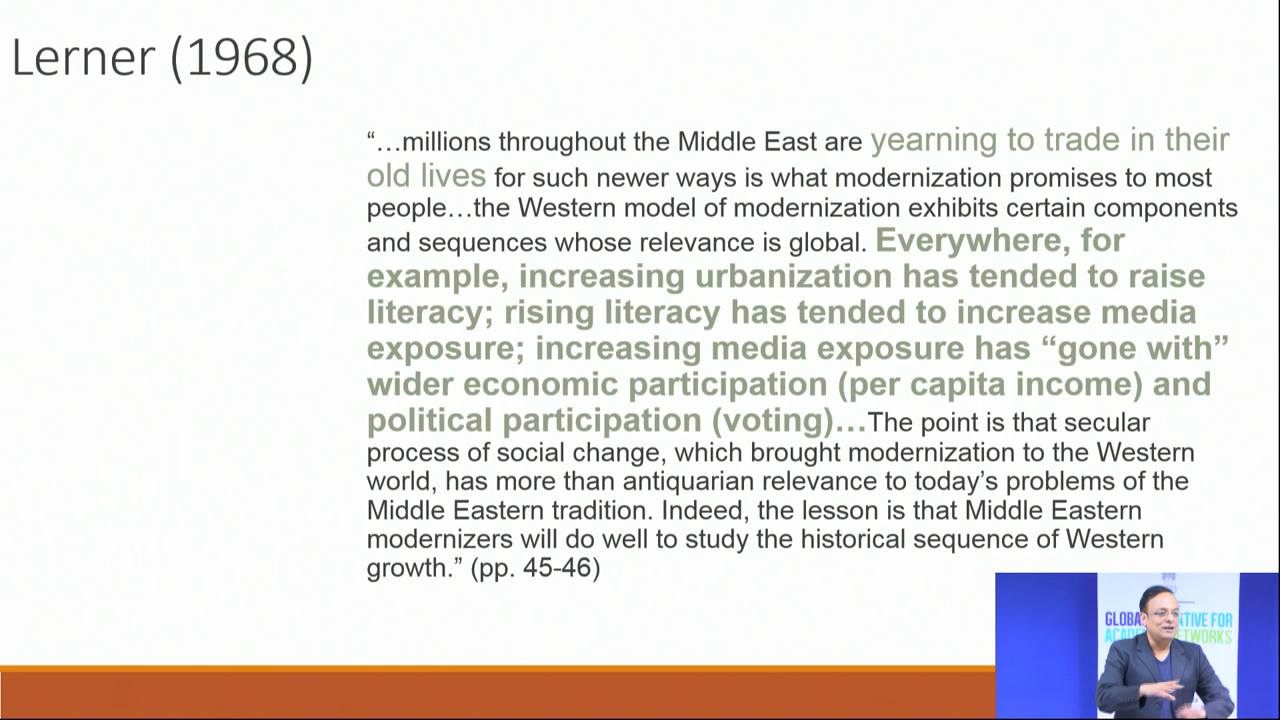 Lerner (1968)
“…millions throughout the Middle East are yearning to trade in their
old lives for such newer ways is what modernization promises to most
people…the Western model of modernization exhibits certain components
and sequences whose relevance is global. Everywhere, for
example, increasing urbanization has tended to raise
literacy; rising literacy has tended to increase media
exposure; increasing media exposure has “gone with”
wider economic participation (per capita income) and
political participation (voting)…The point is that secular
process of social change, which brought modernization to the Western
world, has more than antiquarian relevance to today’s problems of the
Middle Eastern tradition. Indeed, the lesson is that Middle Eastern
modernizers will do well to study the historical sequence of Western
growth.” (pp. 45-46)
FOR